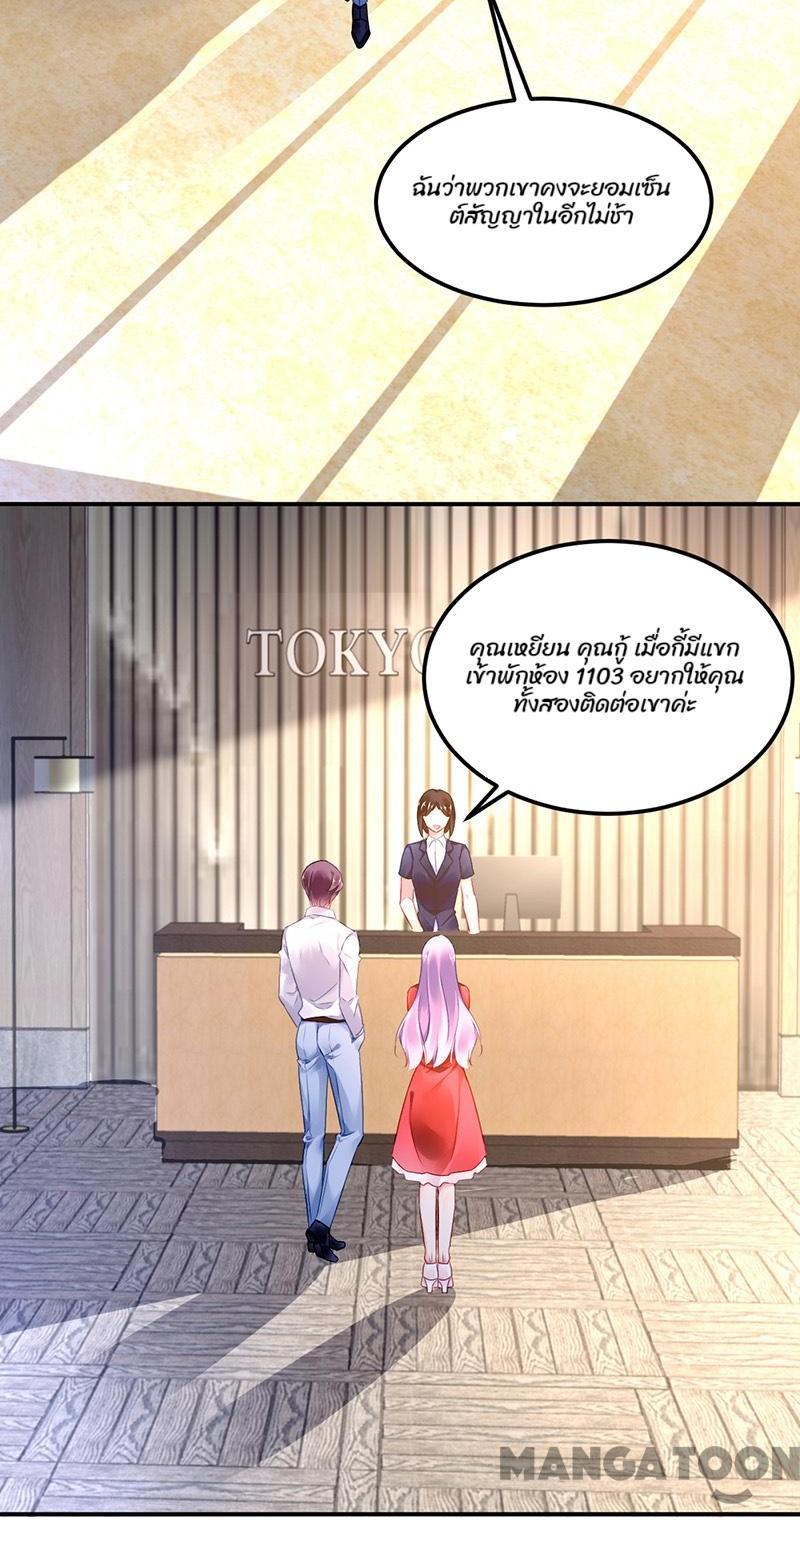 ฉันว่าพวกเขาคงจะยอมเซ็น
ต์สัญญาในอีกไม่ช้า
TOKYO
คุณเหยียน คุณกู้ เมื่อกี้มีแขก
เข้าพักห้อง 1103 อยากให้คุณ
ทั้งสองติดต่อเขาค่ะ
MANGATOON